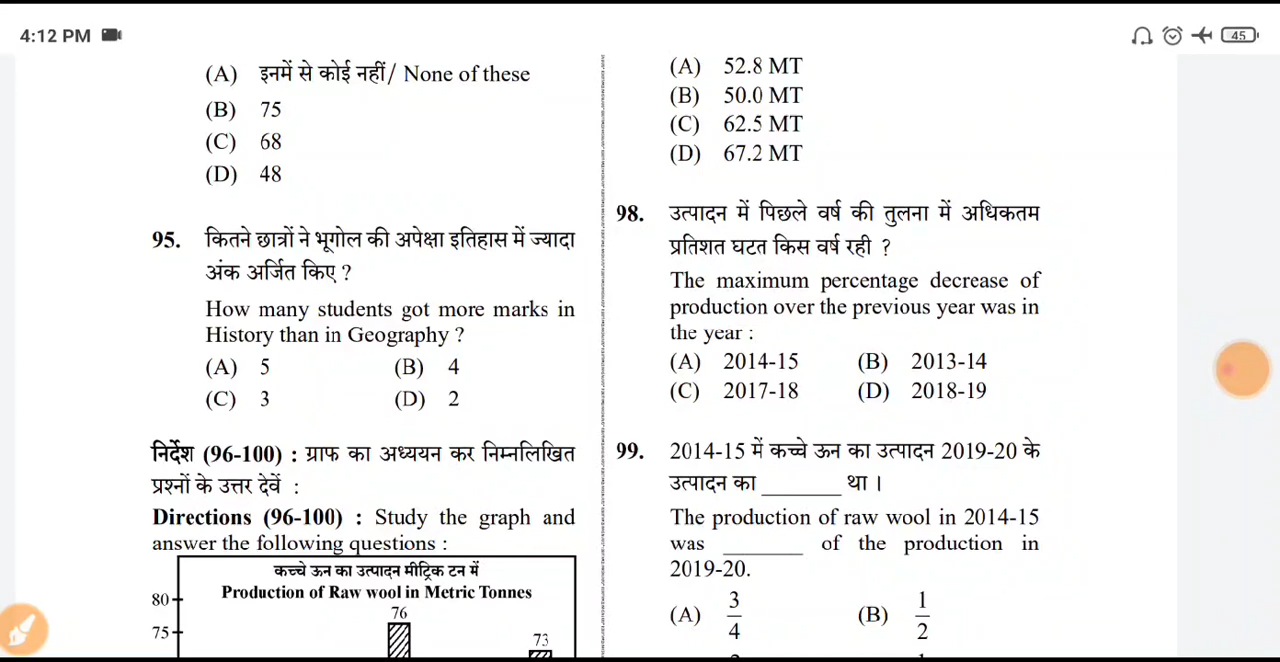 4:12 PM
45
(A) इनमें से कोई नहीं/ None of these
(B) 75
(C) 68
(D) 48
95. कितने छात्रों ने भूगोल की अपेक्षा इतिहास में ज्यादा
अंक अर्जित किए ?
How many students got more marks in
History than in Geography ?
(A) 5 (B) 4
(C) 3 (D) 2
निर्देश (96-100) : ग्राफ का अध्ययन कर निम्नलिखित
प्रश्नों के उत्तर देवें :
Directions (96-100) : Study the graph and
answer the following questions :
कच्चे ऊन का उत्पादन मीट्रिक टन में
Production of Raw wool in Metric Tonnes
80
76
75
73
(A) 52.8 MT
(B) 50.0 MT
(C) 62.5 MT
(D) 67.2 MT
98. उत्पादन में पिछले वर्ष की तुलना में अधिकतम
प्रतिशत घटत किस वर्ष रही ?
The maximum percentage decrease of
production over the previous year was in
the year :
(A) 2014-15 (B) 2013-14
(C) 2017-18 (D) 2018-19
99. 2014-15 में कच्चे ऊन का उत्पादन 2019-20 के
उत्पादन का ________ था ।
The production of raw wool in 2014-15
was ________ of the production in
2019-20.
(A) 3/4 (B) 1/2